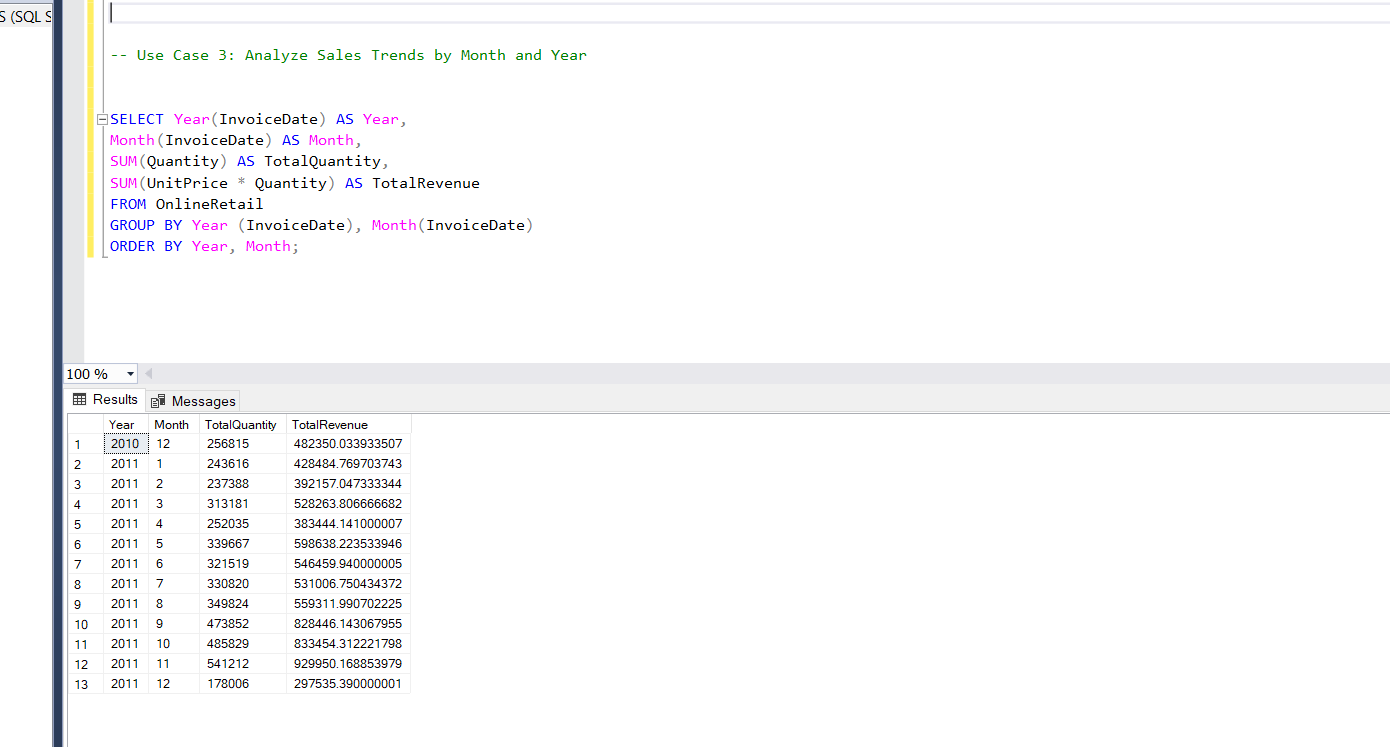 S (SQL S
-- Use Case 3: Analyze Sales Trends by Month and Year
SELECT Year(InvoiceDate) AS Year,
Month(InvoiceDate) AS Month,
SUM(Quantity) AS TotalQuantity,
SUM(UnitPrice * Quantity) AS TotalRevenue
FROM OnlineRetail
GROUP BY Year (InvoiceDate), Month(InvoiceDate)
ORDER BY Year, Month;
100 %
Results Messages
Year Month TotalQuantity TotalRevenue
1 2010 12 256815 482350.033933507
2 2011 1 243616 428484.769703743
3 2011 2 237388 392157.047333344
4 2011 3 313181 528263.806666682
5 2011 4 252035 383444.141000007
6 2011 5 339667 598638.223533946
7 2011 6 321519 546459.940000005
8 2011 7 330820 531006.750434372
9 2011 8 349824 559311.990702225
10 2011 9 473852 828446.143067955
11 2011 10 485829 833454.312221798
12 2011 11 541212 929950.168853979
13 2011 12 178006 297535.390000001